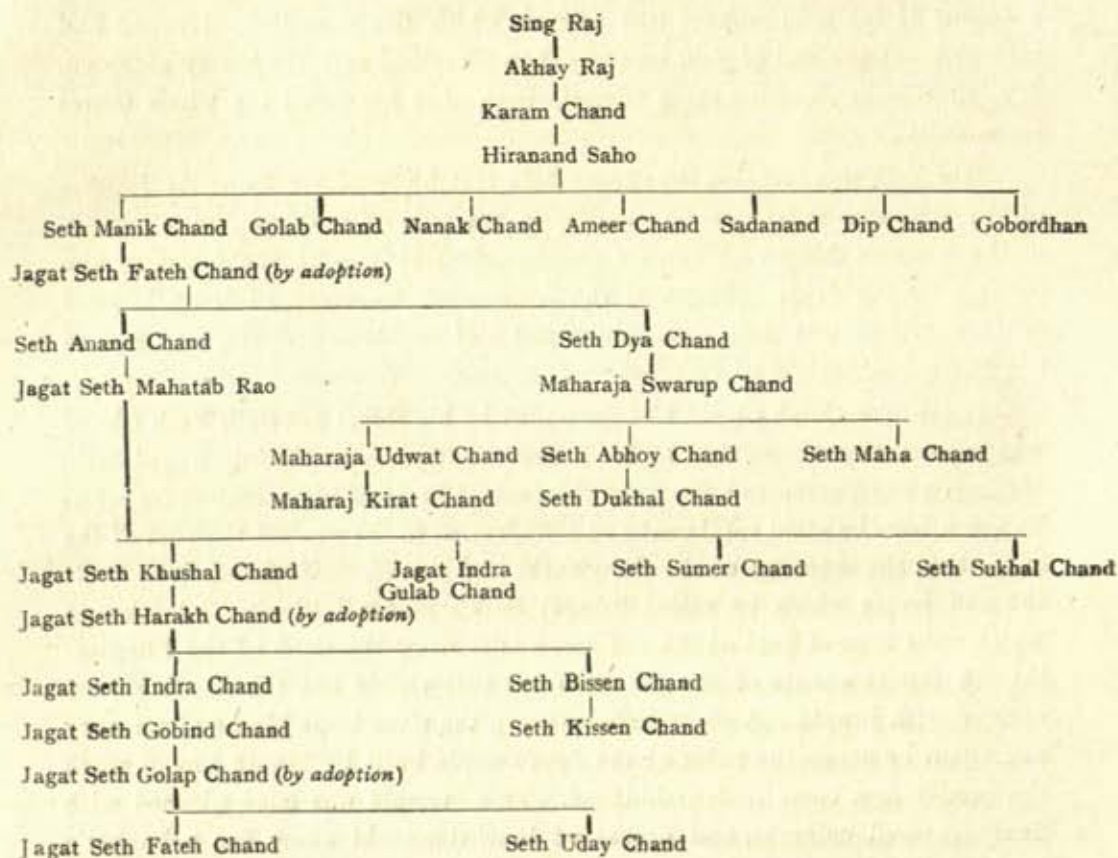 Sing Raj
Akhay Raj
Karam Chand
Hiranand Saho
Seth Manik Chand Golab Chand Nanak Chand Ameer Chand Sadanand Dip Chand Gobordhan
Jagat Seth Fateh Chand (by adoption)
Seth Anand Chand Seth Dya Chand
Jagat Seth Mahatab Rao Maharaja Swarup Chand
Maharaja Udwat Chand Seth Abhoy Chand Seth Maha Chand
Maharaj Kirat Chand Seth Dukhal Chand
Jagat Seth Khushal Chand Jagat Indra Seth Sumer Chand Seth Sukhal Chand
Gulab Chand
Jagat Seth Harakh Chand (by adoption)
Jagat Seth Indra Chand Seth Bissen Chand
Jagat Seth Gobind Chand Seth Kissen Chand
Jagat Seth Golap Chand (by adoption)
Jagat Seth Fateh Chand Seth Uday Chand